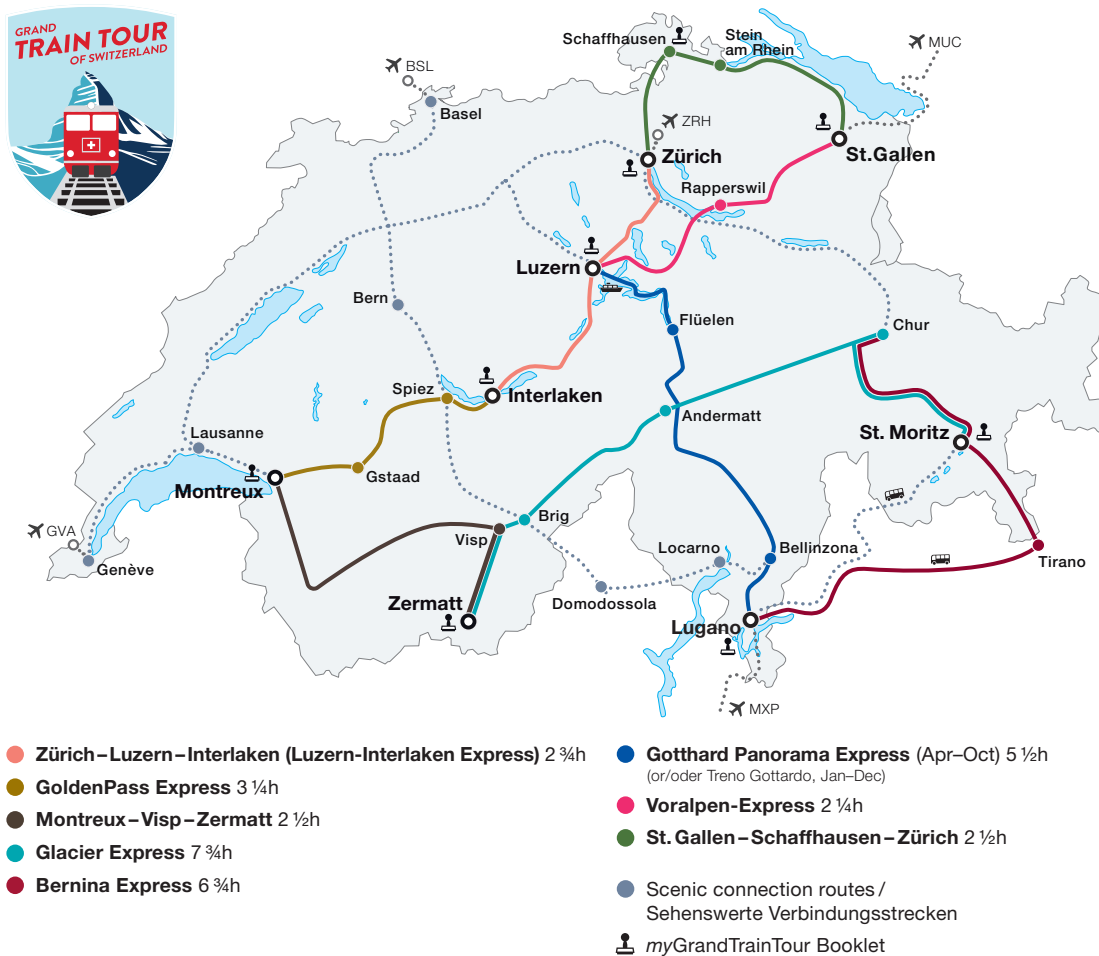 GRAND
TRAIN TOUR
OF SWITZERLAND
Schaffhausen
Stein
am Rhein
MUC
BSL
Basel
ZRH
Zürich
St.Gallen
Rapperswil
Luzern
Bern
Flüelen
Chur
Spiez
Interlaken
Andermatt
Lausanne
St. Moritz
Gstaad
Montreux
Brig
Visp
GVA
Genève
Locarno
Bellinzona
Tirano
Zermatt
Domodossola
Lugano
MXP
Zürich–Luzern–Interlaken (Luzern-Interlaken Express) 2 ¾h
GoldenPass Express 3 ¼h
Montreux–Visp–Zermatt 2 ½h
Glacier Express 7 ¾h
Bernina Express 6 ¾h
Gotthard Panorama Express (Apr–Oct) 5 ½h
(or/oder Treno Gottardo, Jan–Dec)
Voralpen-Express 2 ¼h
St. Gallen–Schaffhausen–Zürich 2 ½h
Scenic connection routes /
Sehenswerte Verbindungsstrecken
myGrandTrainTour Booklet